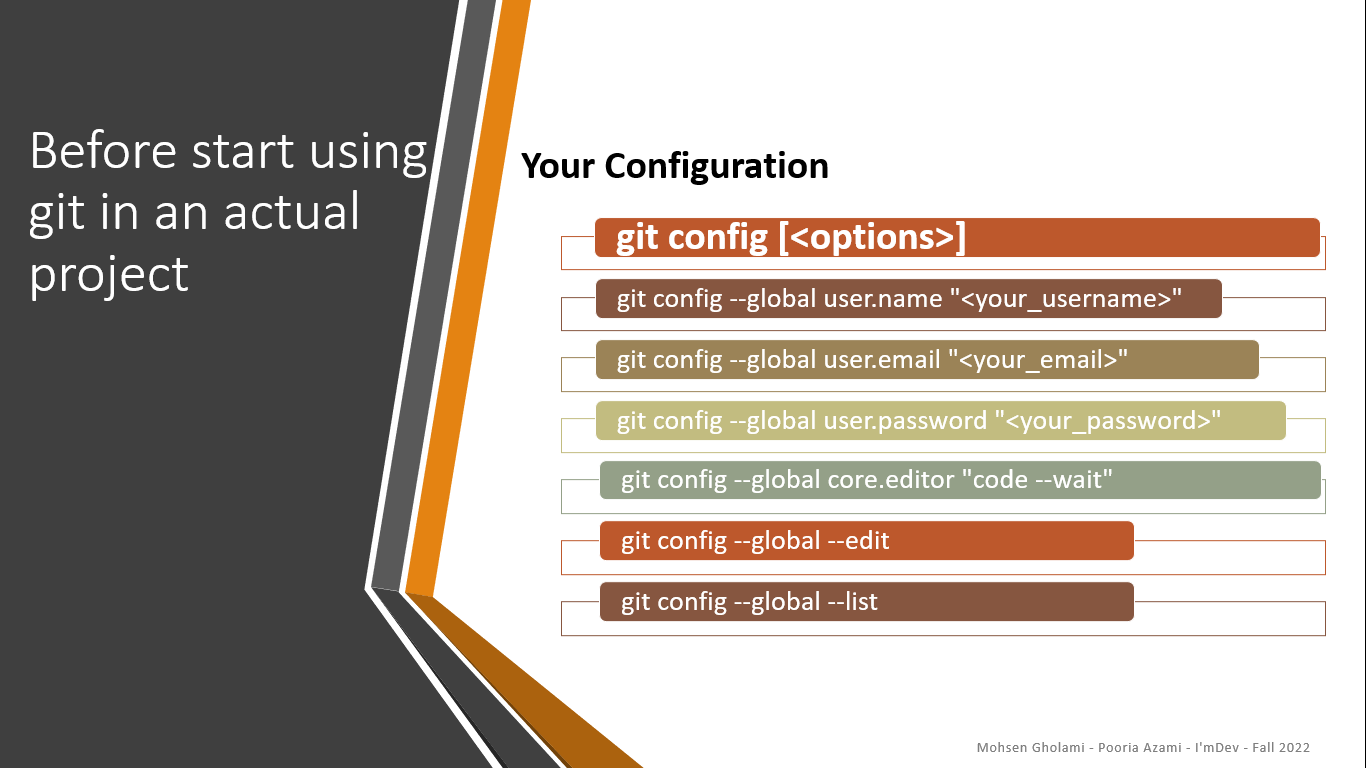 Before start using
git in an actual
project
Your Configuration
git config [<options>]
git config --global user.name "<your_username>"
git config --global user.email "<your_email>"
git config --global user.password "<your_password>"
git config --global core.editor "code --wait"
git config --global --edit
git config --global --list
Mohsen Gholami - Pooria Azami - I'mDev - Fall 2022